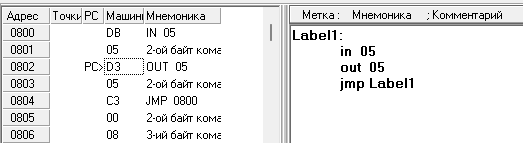 Адрес Точки PC Машин Мнемоника
0800 DB IN 05
0801 05 2-ой байт кома
0802 PC> D3 OUT 05
0803 05 2-ой байт кома
0804 C3 JMP 0800
0805 00 2-ой байт кома
0806 08 3-ий байт кома
Метка : Мнемоника ; Комментарий
Label1:
in 05
out 05
jmp Label1